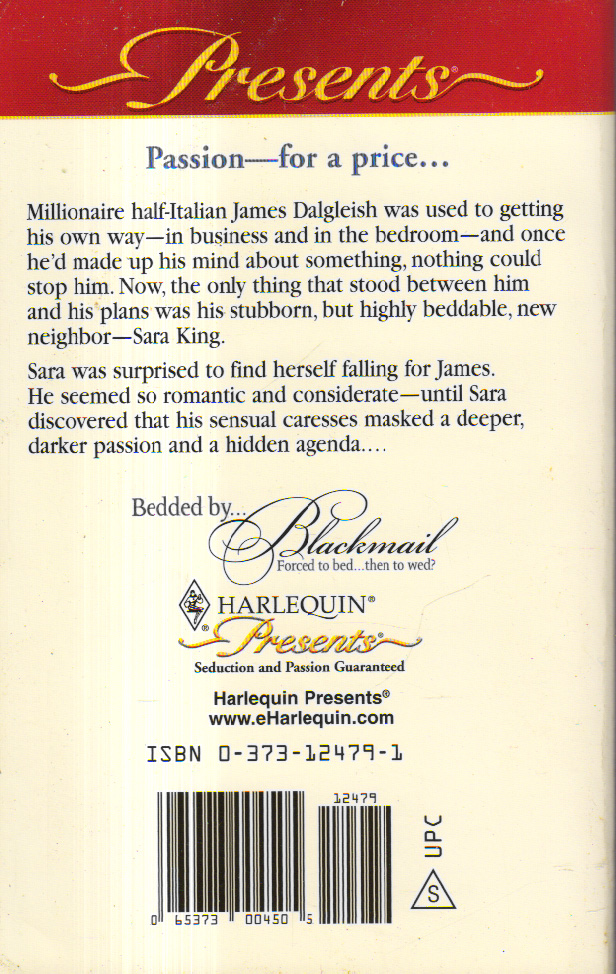 Presents®
Passion—for a price...
Millionaire half-Italian James Dalgleish was used to getting
his own way—in business and in the bedroom—and once
he'd made up his mind about something, nothing could
stop him. Now, the only thing that stood between him
and his plans was his stubborn, but highly beddable, new
neighbor—Sara King.
Sara was surprised to find herself falling for James.
He seemed so romantic and considerate—until Sara
discovered that his sensual caresses masked a deeper,
darker passion and a hidden agenda....
Bedded by...
Blackmail
Forced to bed...then to wed?
HARLEQUIN®
®
Presents®
Seduction and Passion Guaranteed
Harlequin Presents®
www.eHarlequin.com
ISBN 0-373-12479-1
12479
0 65373 00450 5
UPC
S